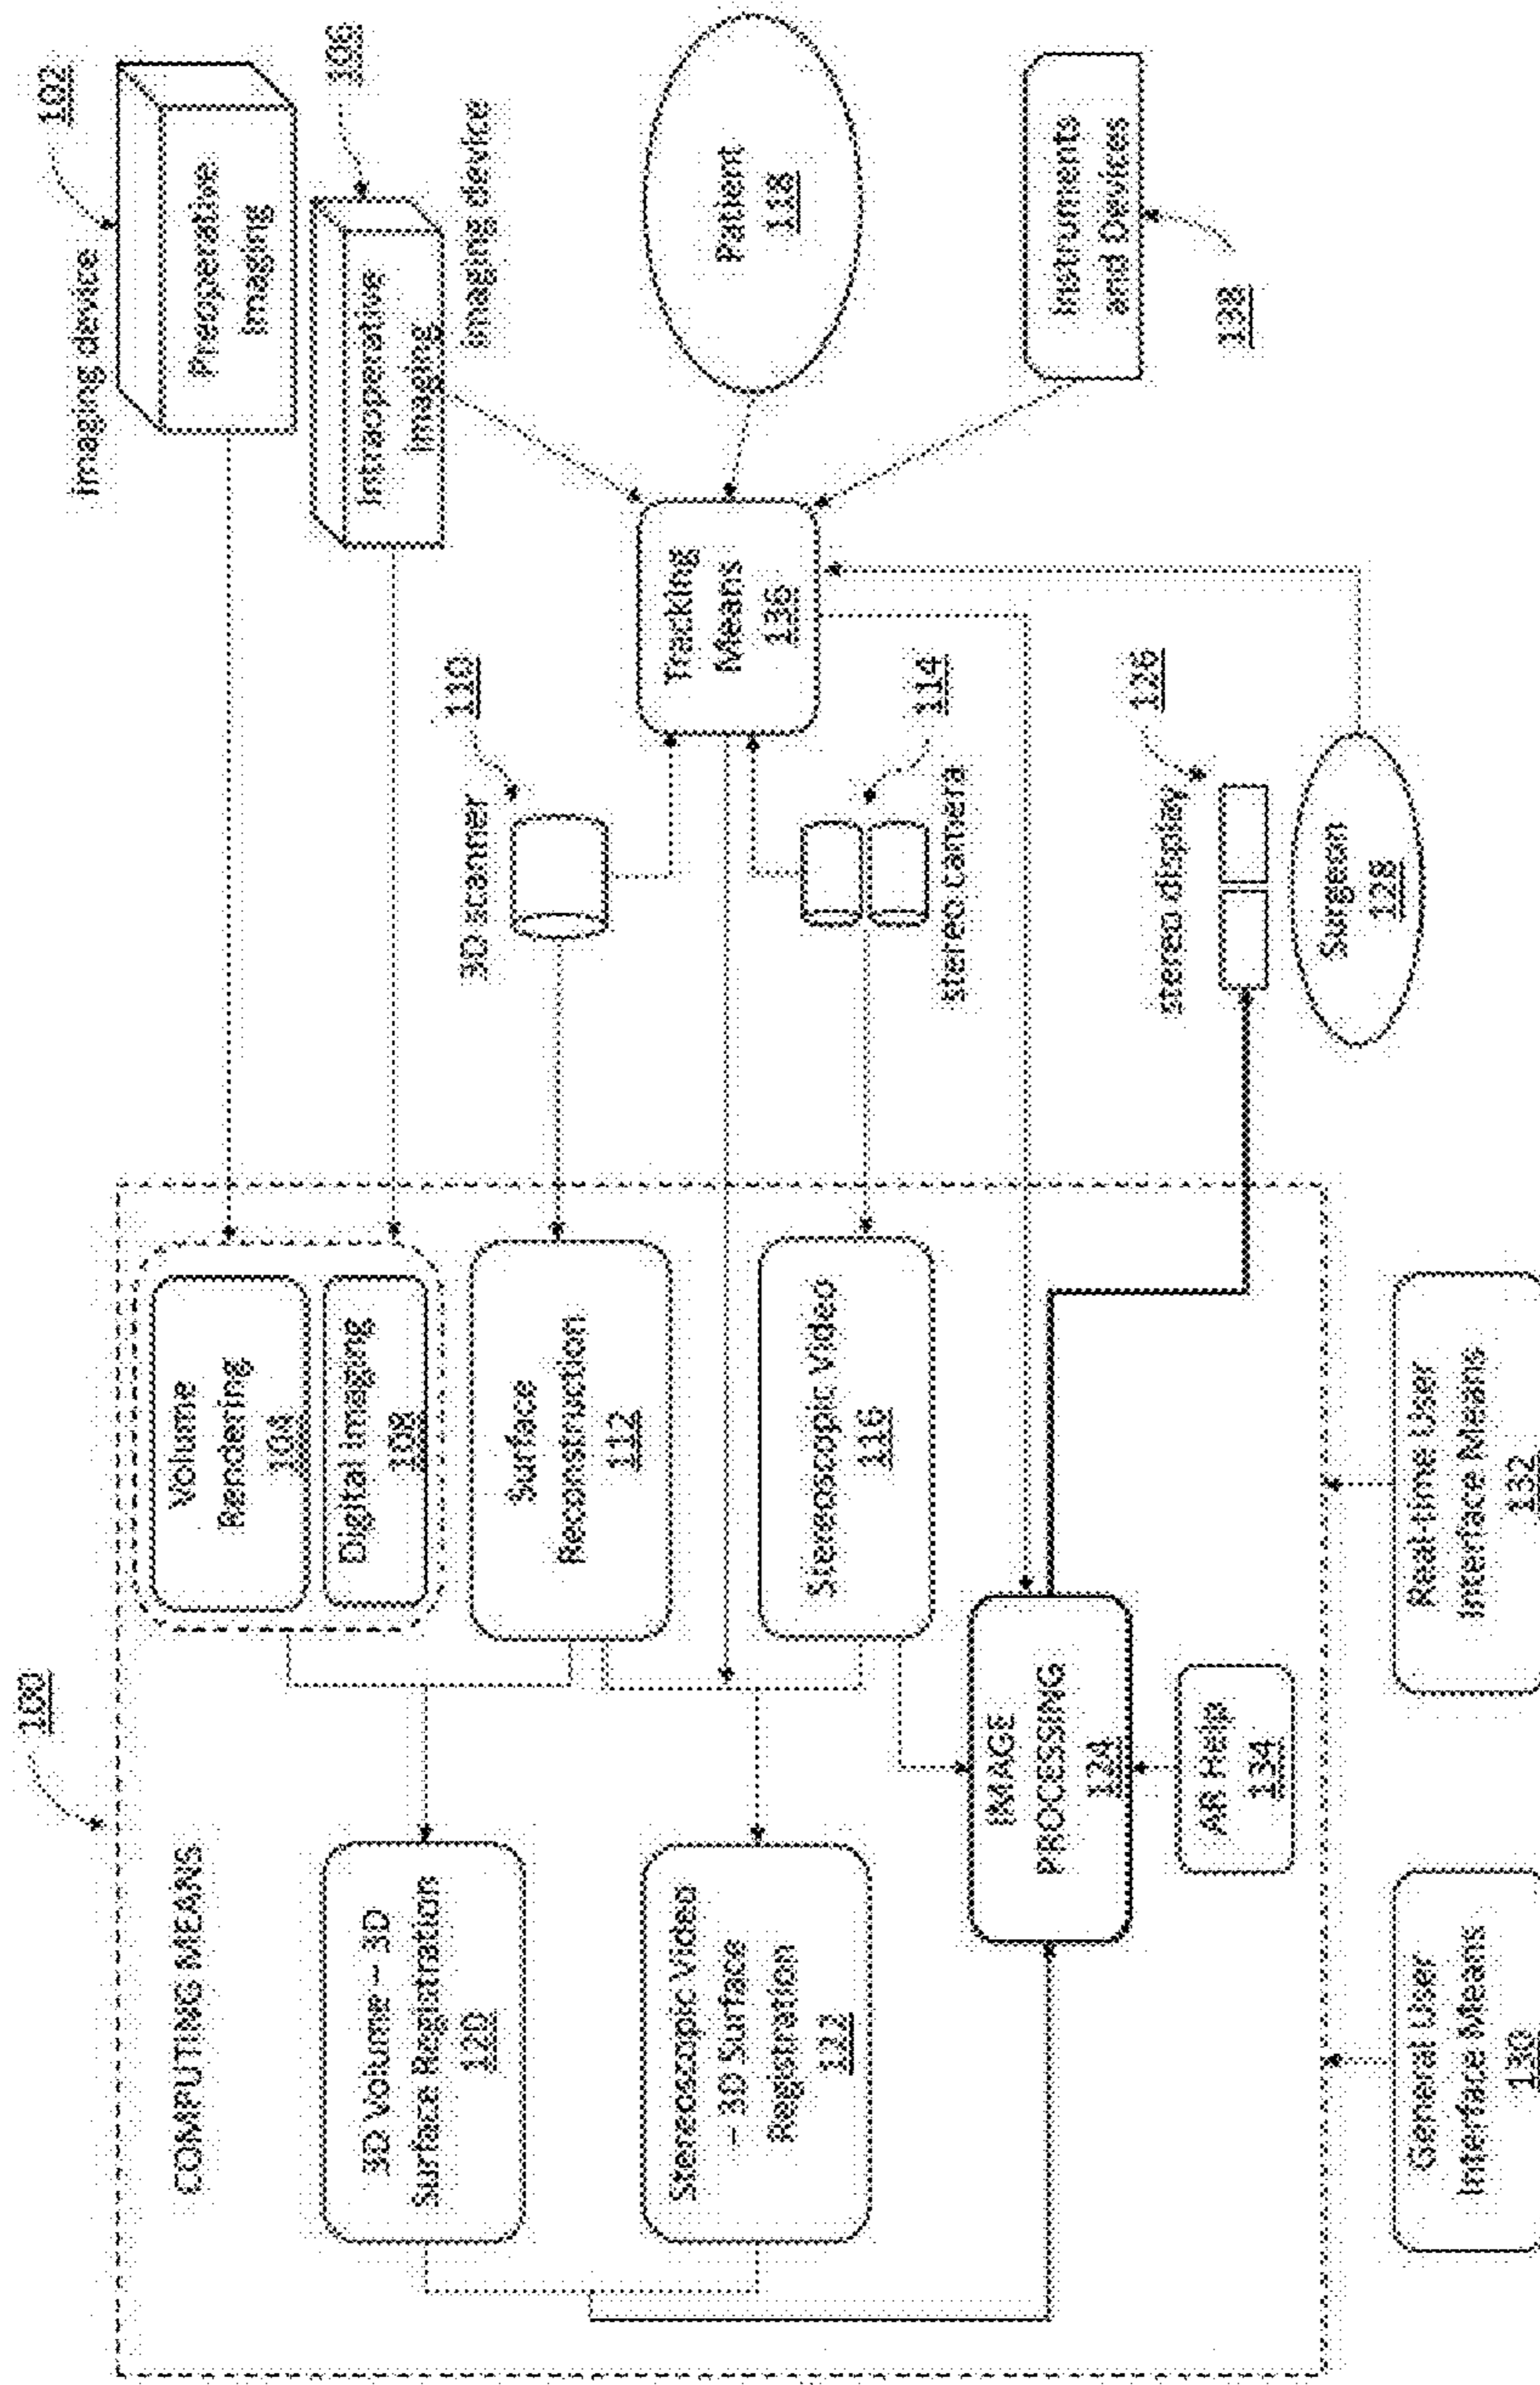 100
COMPUTING MEANS
3D Volume – 3D
Surface Registration
120
Stereoscopic Video
– 3D Surface
Registration
122
Volume
Rendering
104
Digital Imaging
108
Surface
Reconstruction
112
Stereoscopic Video
116
IMAGE
PROCESSING
124
AR Help
134
General User
Interface Means
130
Real-time User
Interface Means
132
imaging device
102
Preoperative
Imaging
106
Intraoperative
Imaging
imaging device
3D scanner
110
Tracking
Means
136
stereo camera
114
Patient
118
Instruments
and Devices
138
stereo display
126
Surgeon
128